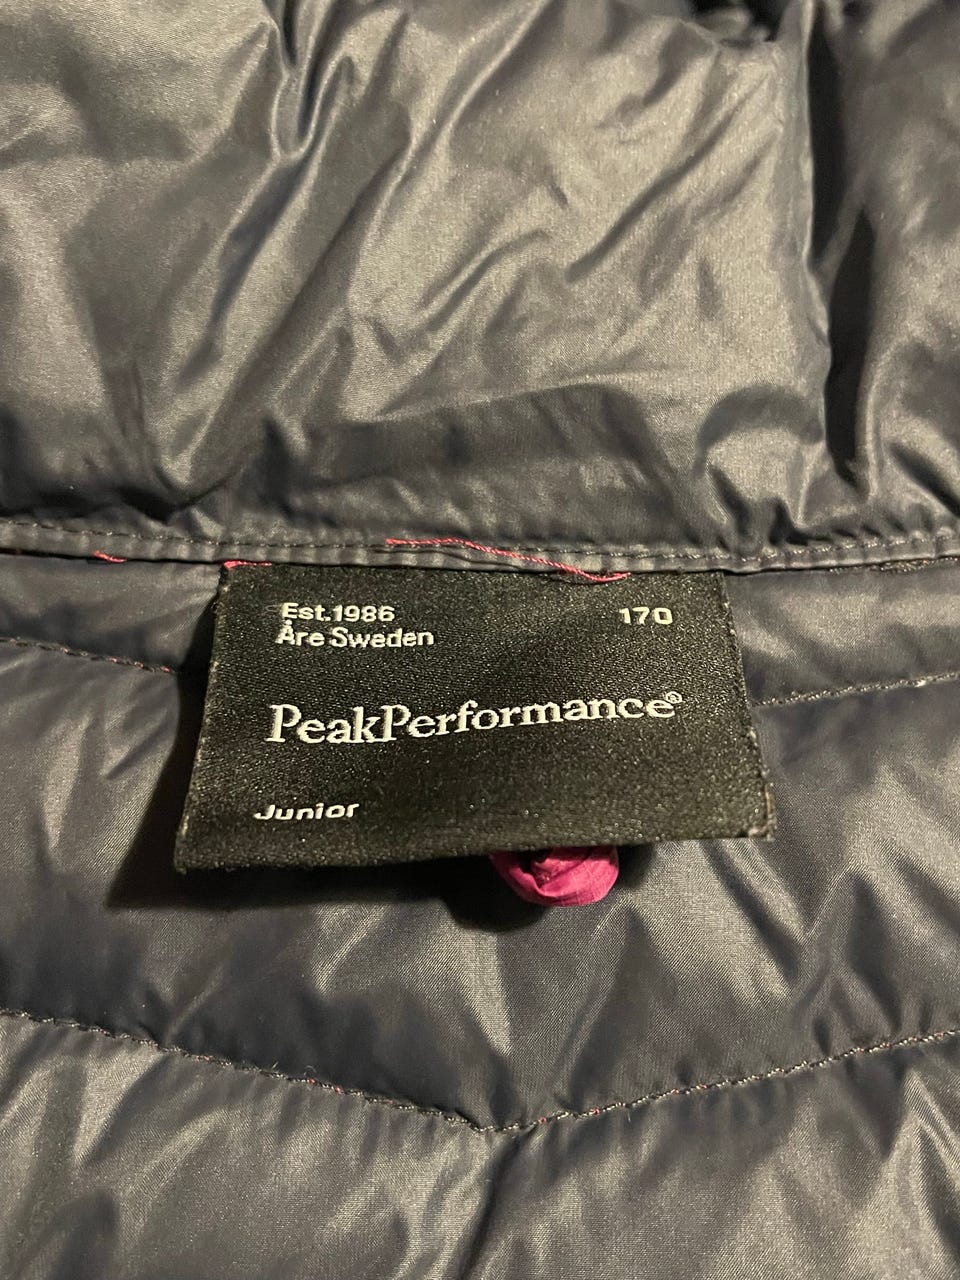 Est.1986 170
Åre Sweden
PeakPerformance®
Junior